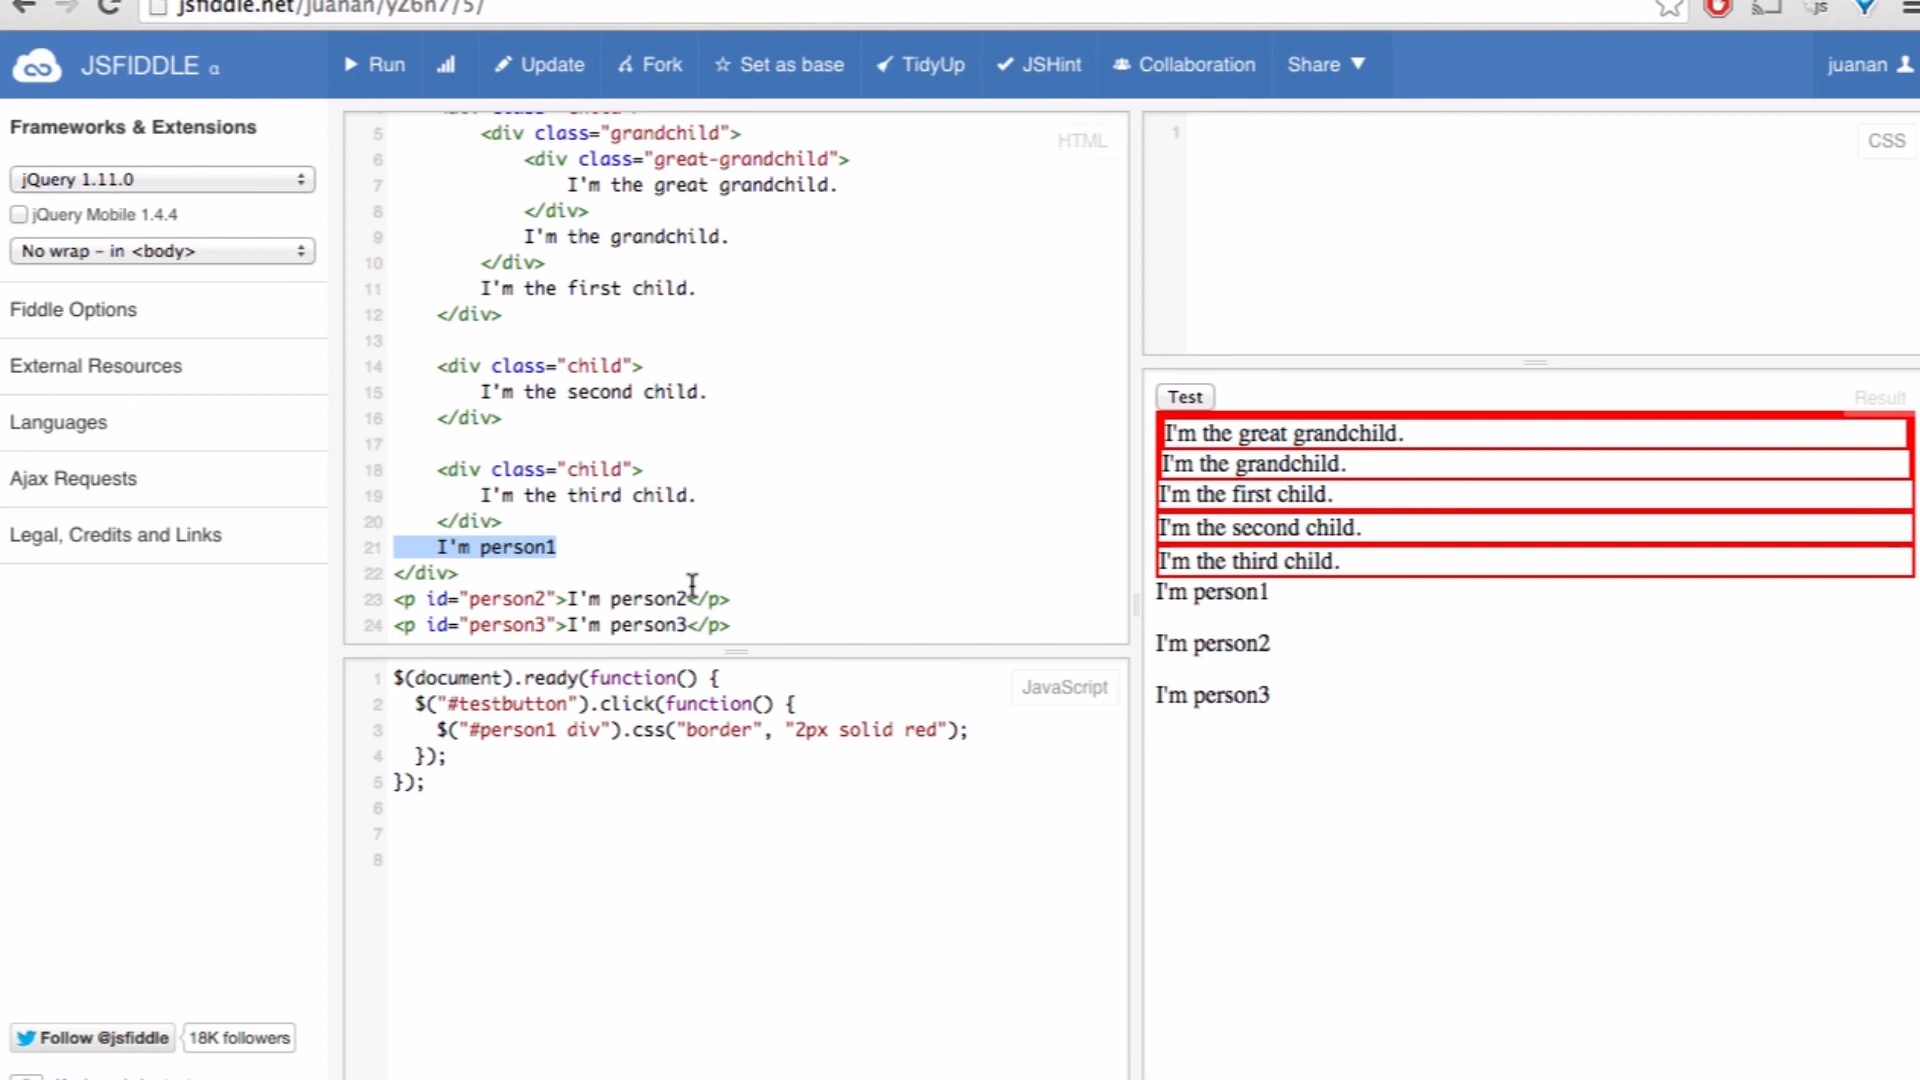 jsfiddle.net/juanan/yZ6n7/5/
JSFIDDLE α
Run
Update
Fork
Set as base
TidyUp
JSHint
Collaboration
Share
juanan
Frameworks & Extensions
jQuery 1.11.0
jQuery Mobile 1.4.4
No wrap – in <body>
Fiddle Options
External Resources
Languages
Ajax Requests
Legal, Credits and Links
Follow @jsfiddle
18K followers
HTML
5 <div class="grandchild">
6 <div class="great-grandchild">
7 I'm the great grandchild.
8 </div>
9 I'm the grandchild.
10 </div>
11 I'm the first child.
12 </div>
13
14 <div class="child">
15 I'm the second child.
16 </div>
17
18 <div class="child">
19 I'm the third child.
20 </div>
21 I'm person1
22 </div>
23 <p id="person2">I'm person2</p>
24 <p id="person3">I'm person3</p>
JavaScript
1 $(document).ready(function() {
2 $("#testbutton").click(function() {
3 $("#person1 div").css("border", "2px solid red");
4 });
5 });
6
7
8
1
CSS
Test
Result
I'm the great grandchild.
I'm the grandchild.
I'm the first child.
I'm the second child.
I'm the third child.
I'm person1
I'm person2
I'm person3